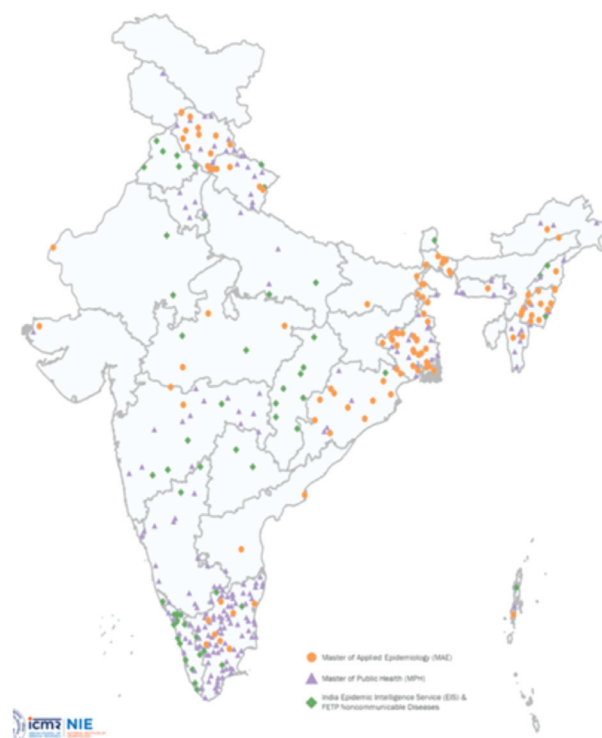 Master of Applied Epidemiology (MAE)
Master of Public Health (MPH)
India Epidemic Intelligence Service (EIS) &
FETP Noncommunicable Diseases
icmr NIE